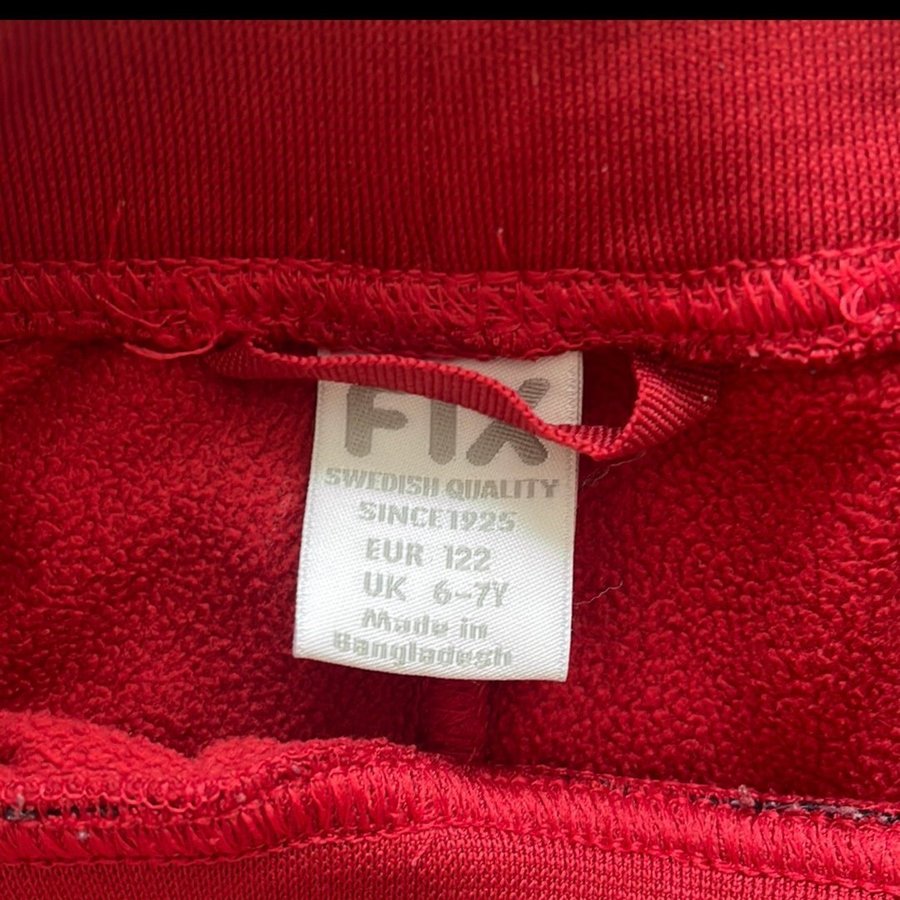 FIX
SWEDISH QUALITY
SINCE1925
EUR 122
UK 6-7Y
Made in
Bangladesh